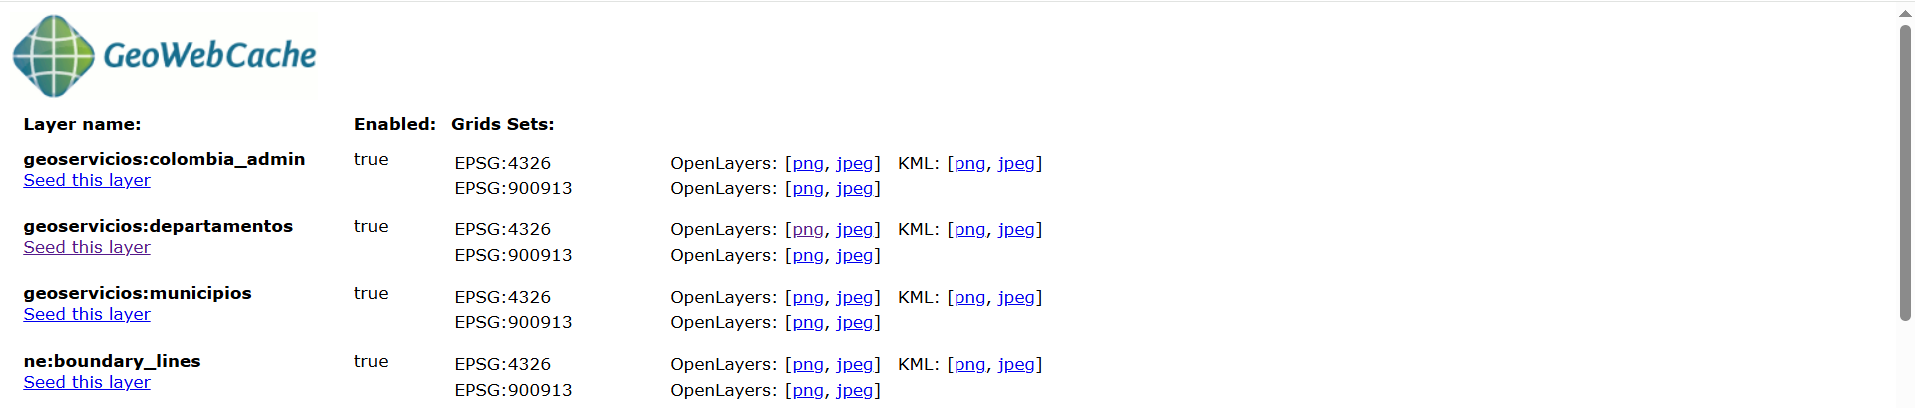 GeoWebCache
Layer name: Enabled: Grids Sets:
geoservicios:colombia_admin true EPSG:4326 OpenLayers: [png, jpeg] KML: [png, jpeg]
Seed this layer EPSG:900913 OpenLayers: [png, jpeg]
geoservicios:departamentos true EPSG:4326 OpenLayers: [png, jpeg] KML: [png, jpeg]
Seed this layer EPSG:900913 OpenLayers: [png, jpeg]
geoservicios:municipios true EPSG:4326 OpenLayers: [png, jpeg] KML: [png, jpeg]
Seed this layer EPSG:900913 OpenLayers: [png, jpeg]
ne:boundary_lines true EPSG:4326 OpenLayers: [png, jpeg] KML: [png, jpeg]
Seed this layer EPSG:900913 OpenLayers: [png, jpeg]